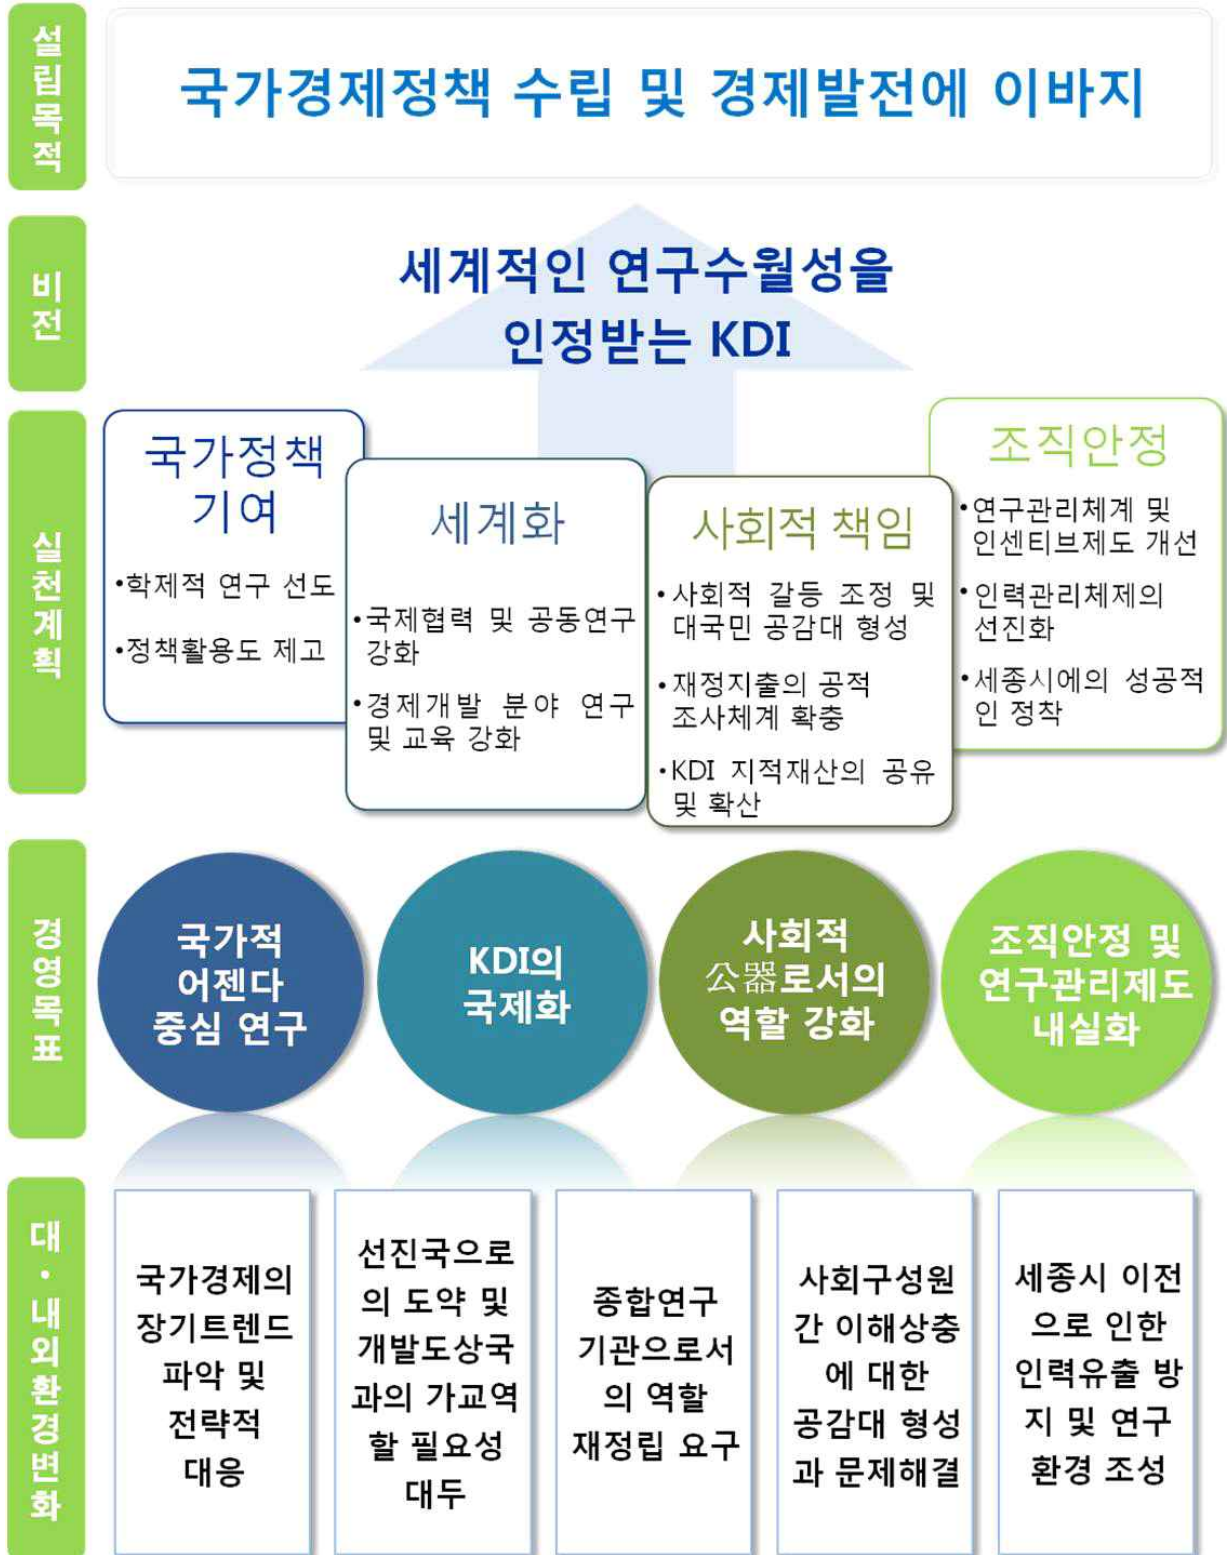 설립목적
국가경제정책 수립 및 경제발전에 이바지
비전
세계적인 연구수월성을
인정받는 KDI
실천계획
국가정책
기여
•학제적 연구 선도
•정책활용도 제고
세계화
•국제협력 및 공동연구
강화
•경제개발 분야 연구
및 교육 강화
사회적 책임
•사회적 갈등 조정 및
대국민 공감대 형성
•재정지출의 공적
조사체계 확충
•KDI 지적재산의 공유
및 확산
조직안정
•연구관리체계 및
인센티브제도 개선
•인력관리체제의
선진화
•세종시에의 성공적
인 정착
경영목표
국가적
어젠다
중심 연구
KDI의
국제화
사회적
公器로서의
역할 강화
조직안정 및
연구관리제도
내실화
대·내외환경변화
국가경제의
장기트렌드
파악 및
전략적
대응
선진국으로
의 도약 및
개발도상국
과의 가교역
할 필요성
대두
종합연구
기관으로서
의 역할
재정립 요구
사회구성원
간 이해상충
에 대한
공감대 형성
과 문제해결
세종시 이전
으로 인한
인력유출 방
지 및 연구
환경 조성